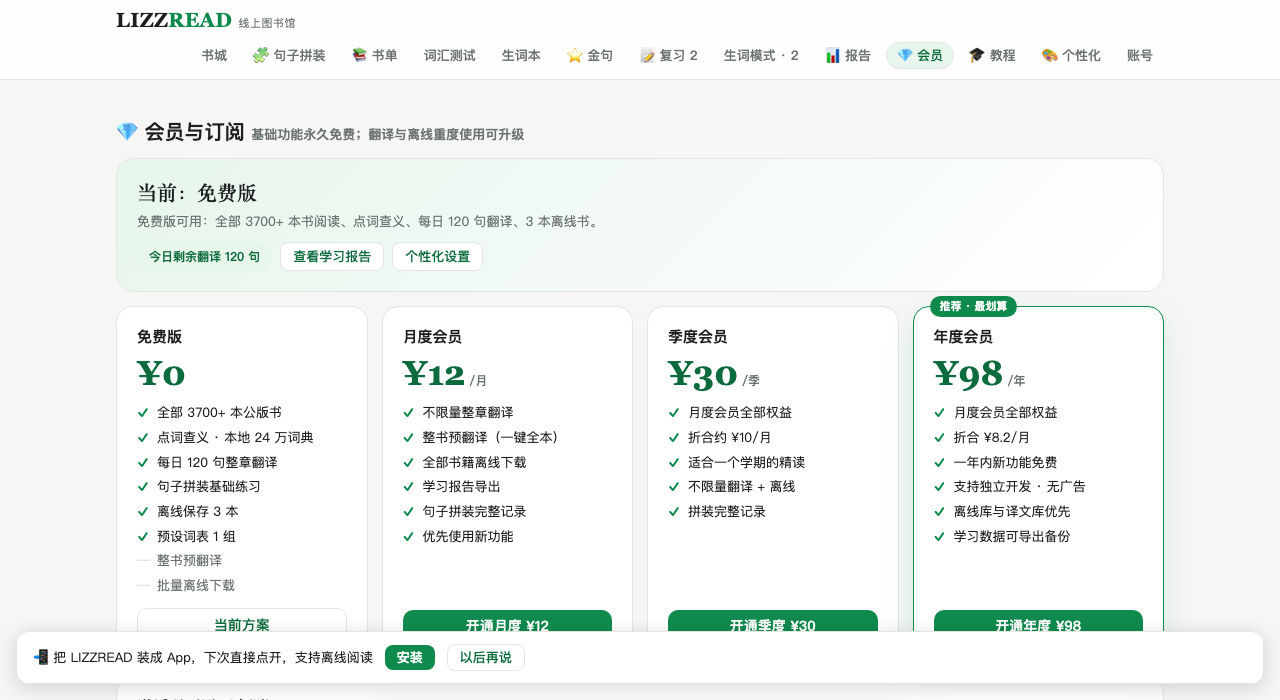 LIZZREAD 线上图书馆
书城 🧩 句子拼装 📚 书单 词汇测试 生词本 ⭐ 金句 📝 复习 2 生词模式 · 2 📊 报告 💎 会员 🎓 教程 🎨 个性化 账号
💎 会员与订阅 基础功能永久免费；翻译与离线重度使用可升级
当前：免费版
免费版可用：全部 3700+ 本书阅读、点词查义、每日 120 句翻译、3 本离线书。
今日剩余翻译 120 句 查看学习报告 个性化设置
免费版
¥0
✓ 全部 3700+ 本公版书
✓ 点词查义 · 本地 24 万词典
✓ 每日 120 句整章翻译
✓ 句子拼装基础练习
✓ 离线保存 3 本
✓ 预设词表 1 组
— 整书预翻译
— 批量离线下载
当前方案
月度会员
¥12 /月
✓ 不限量整章翻译
✓ 整书预翻译（一键全本）
✓ 全部书籍离线下载
✓ 学习报告导出
✓ 句子拼装完整记录
✓ 优先使用新功能
开通月度 ¥12
季度会员
¥30 /季
✓ 月度会员全部权益
✓ 折合约 ¥10/月
✓ 适合一个学期的精读
✓ 不限量翻译 + 离线
✓ 拼装完整记录
开通季度 ¥30
推荐 · 最划算
年度会员
¥98 /年
✓ 月度会员全部权益
✓ 折合 ¥8.2/月
✓ 一年内新功能免费
✓ 支持独立开发 · 无广告
✓ 离线库与译文库优先
✓ 学习数据可导出备份
开通年度 ¥98
📲 把 LIZZREAD 装成 App，下次直接点开，支持离线阅读 安装 以后再说